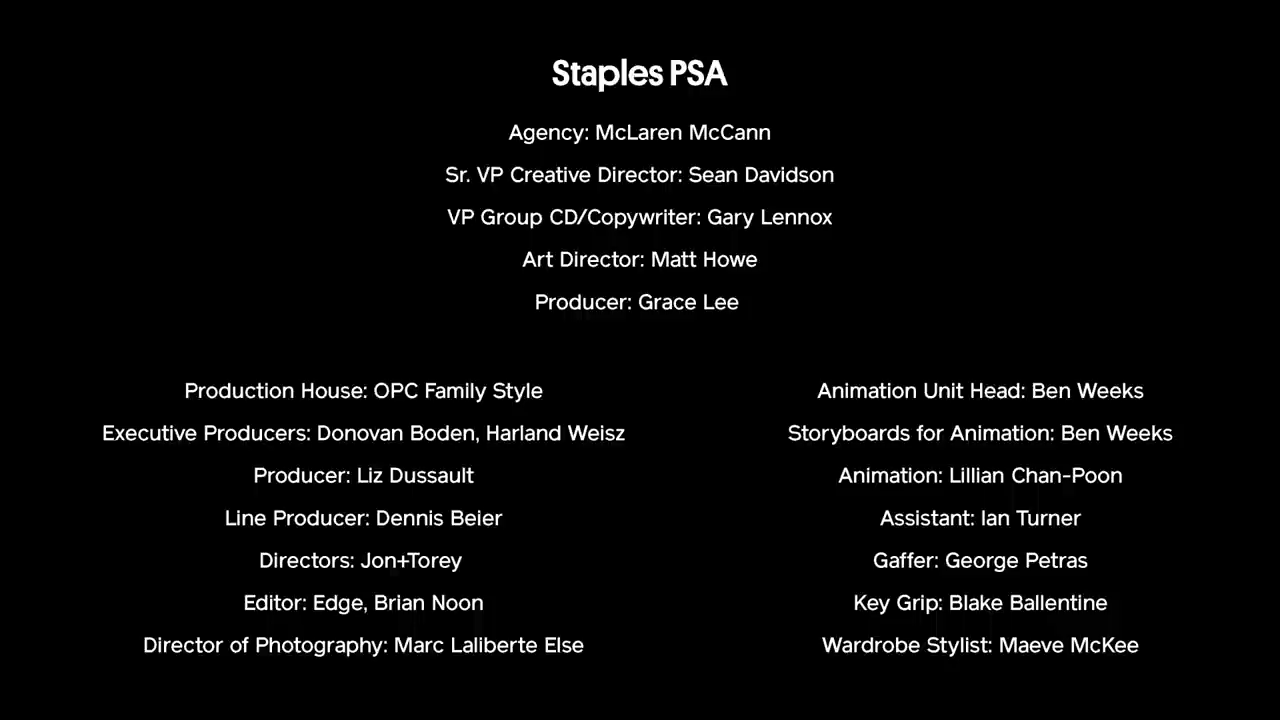 Staples PSA
Agency: McLaren McCann
Sr. VP Creative Director: Sean Davidson
VP Group CD/Copywriter: Gary Lennox
Art Director: Matt Howe
Producer: Grace Lee
Production House: OPC Family Style
Executive Producers: Donovan Boden, Harland Weisz
Producer: Liz Dussault
Line Producer: Dennis Beier
Directors: Jon+Torey
Editor: Edge, Brian Noon
Director of Photography: Marc Laliberte Else
Animation Unit Head: Ben Weeks
Storyboards for Animation: Ben Weeks
Animation: Lillian Chan-Poon
Assistant: Ian Turner
Gaffer: George Petras
Key Grip: Blake Ballentine
Wardrobe Stylist: Maeve McKee